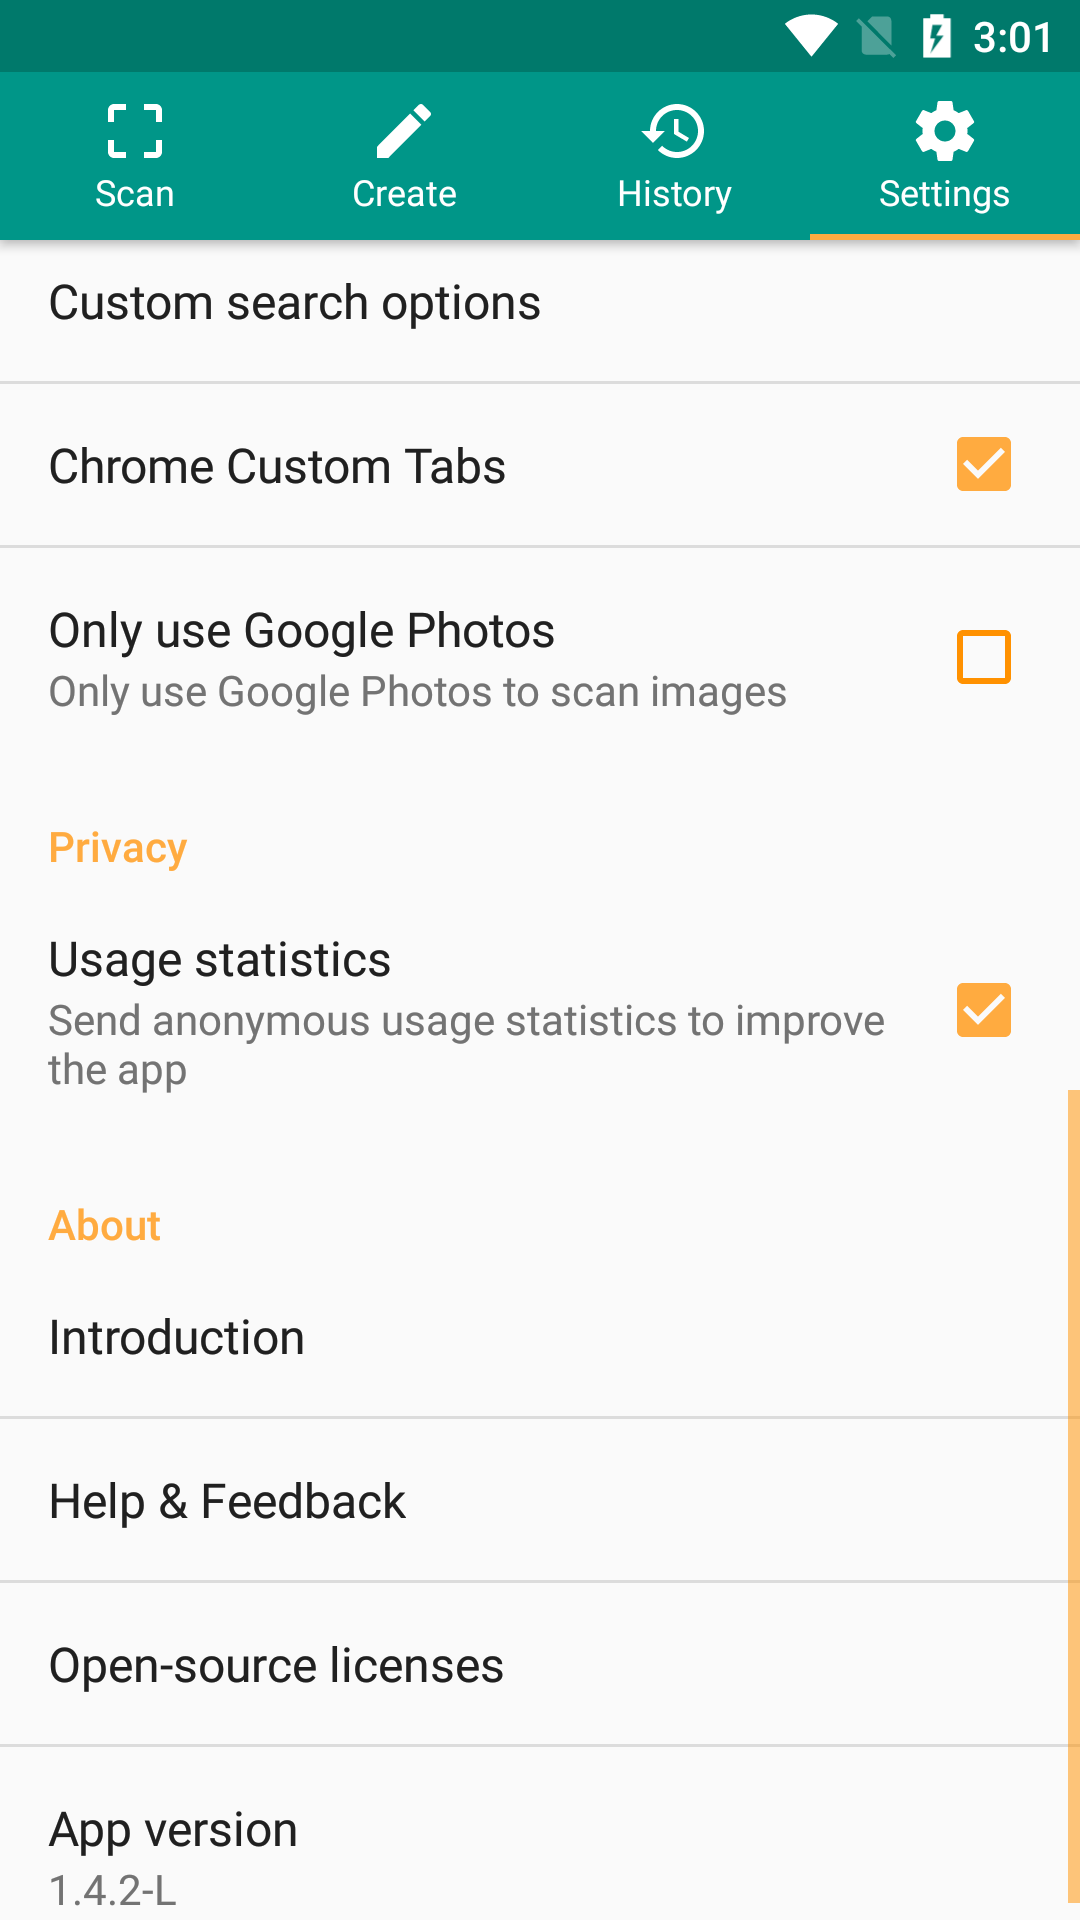 3:01
Scan
Create
History
Settings
Custom search options
Chrome Custom Tabs
Only use Google Photos
Only use Google Photos to scan images
Privacy
Usage statistics
Send anonymous usage statistics to improve
the app
About
Introduction
Help & Feedback
Open-source licenses
App version
1.4.2-L